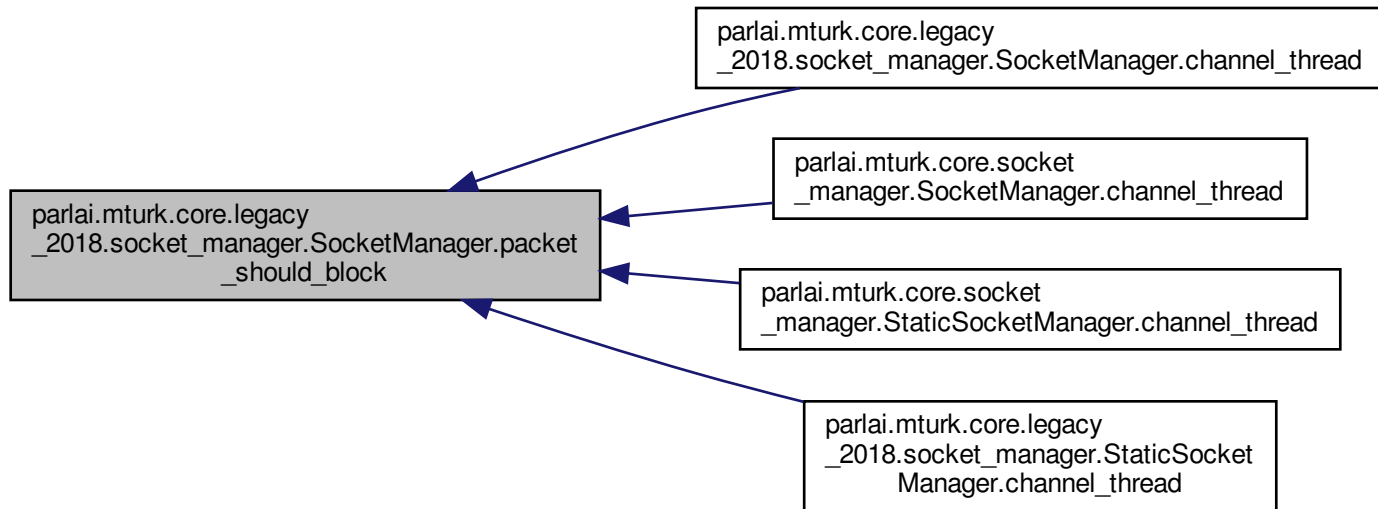 parlai.mturk.core.legacy
_2018.socket_manager.SocketManager.channel_thread
parlai.mturk.core.socket
_manager.SocketManager.channel_thread
parlai.mturk.core.legacy
_2018.socket_manager.SocketManager.packet
_should_block
parlai.mturk.core.socket
_manager.StaticSocketManager.channel_thread
parlai.mturk.core.legacy
_2018.socket_manager.StaticSocket
Manager.channel_thread